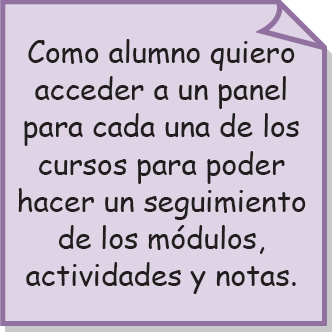 Como alumno quiero
acceder a un panel
para cada una de los
cursos para poder
hacer un seguimiento
de los módulos,
actividades y notas.